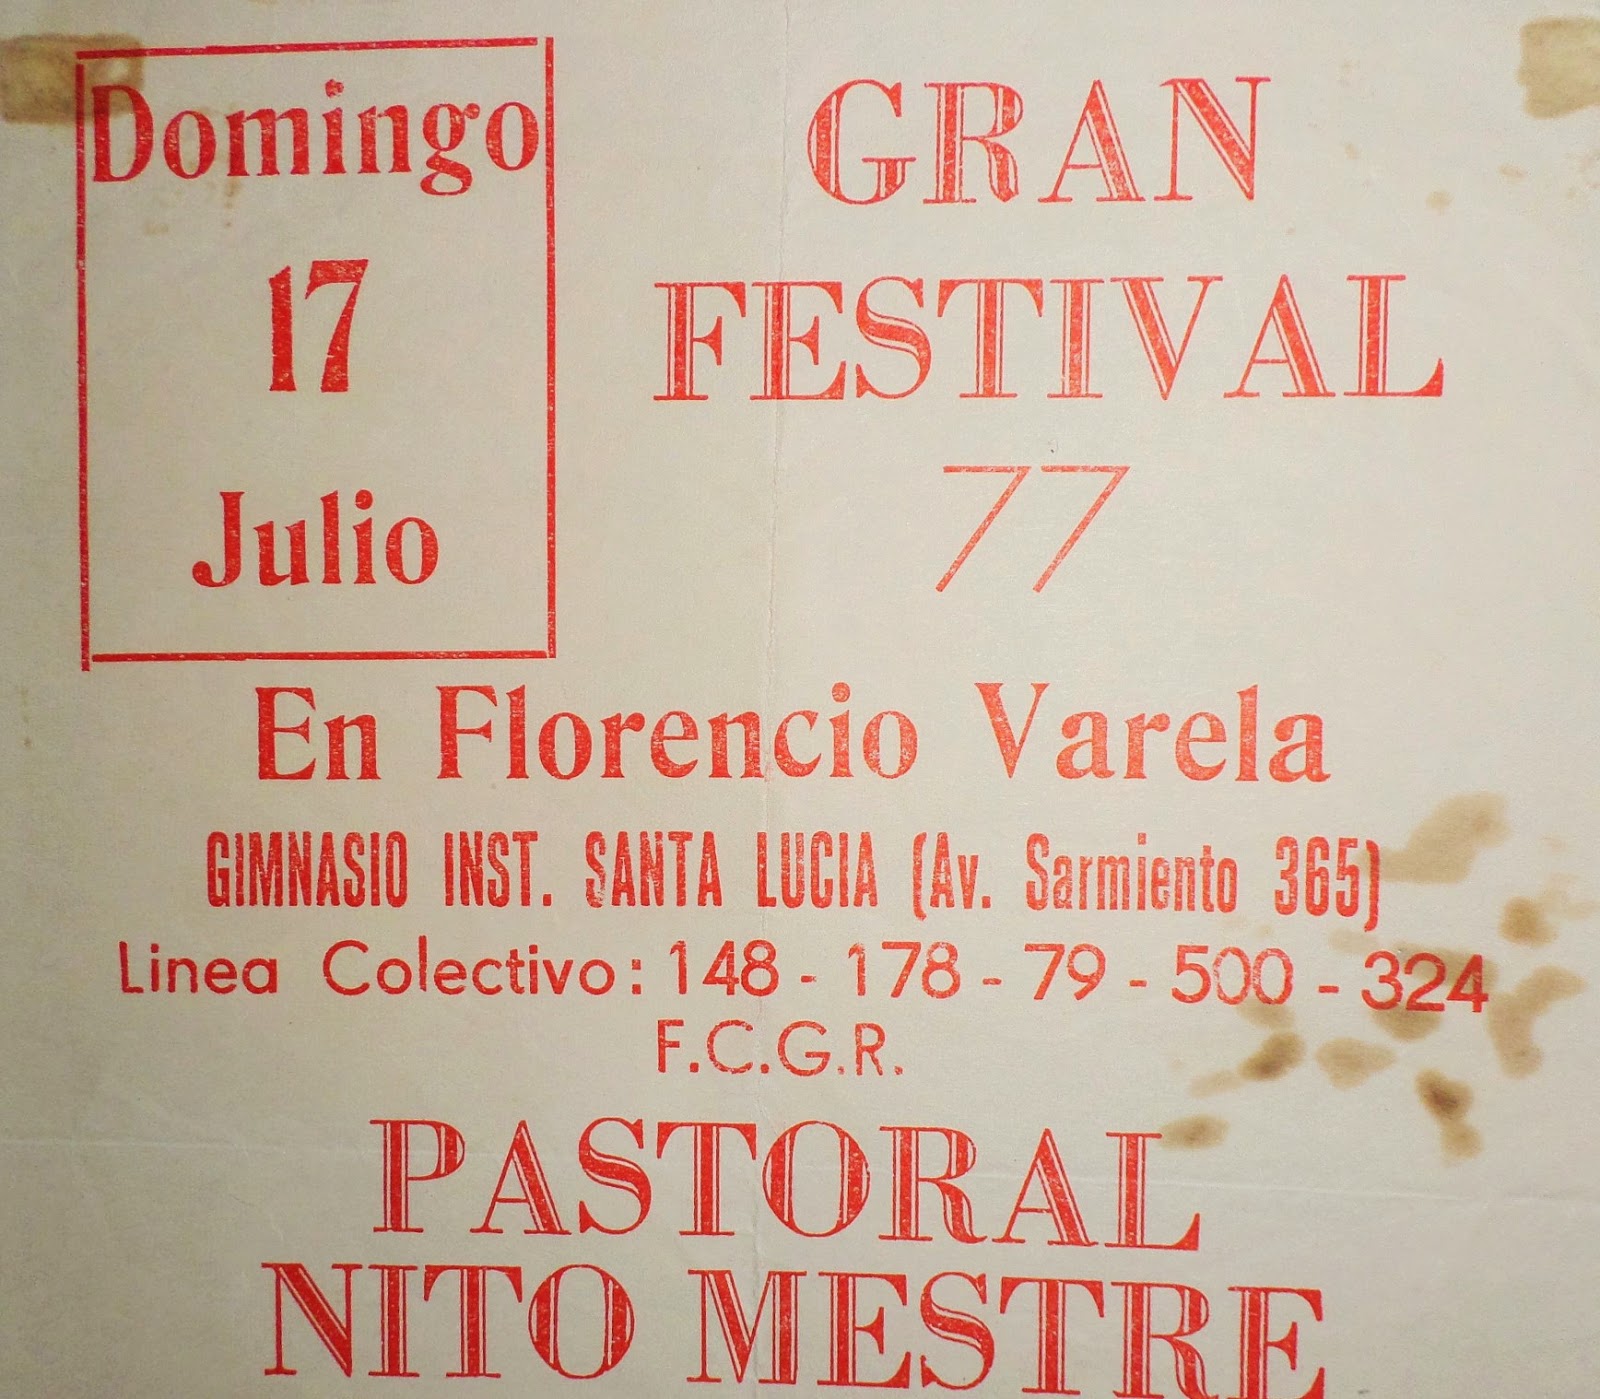 Domingo
17
Julio
GRAN
FESTIVAL
77
En Florencio Varela
GIMNASIO INST. SANTA LUCIA (Av. Sarmiento 365)
Linea Colectivo: 148 - 178 - 79 - 500 - 324
F.C.G.R.
PASTORAL
NITO MESTRE